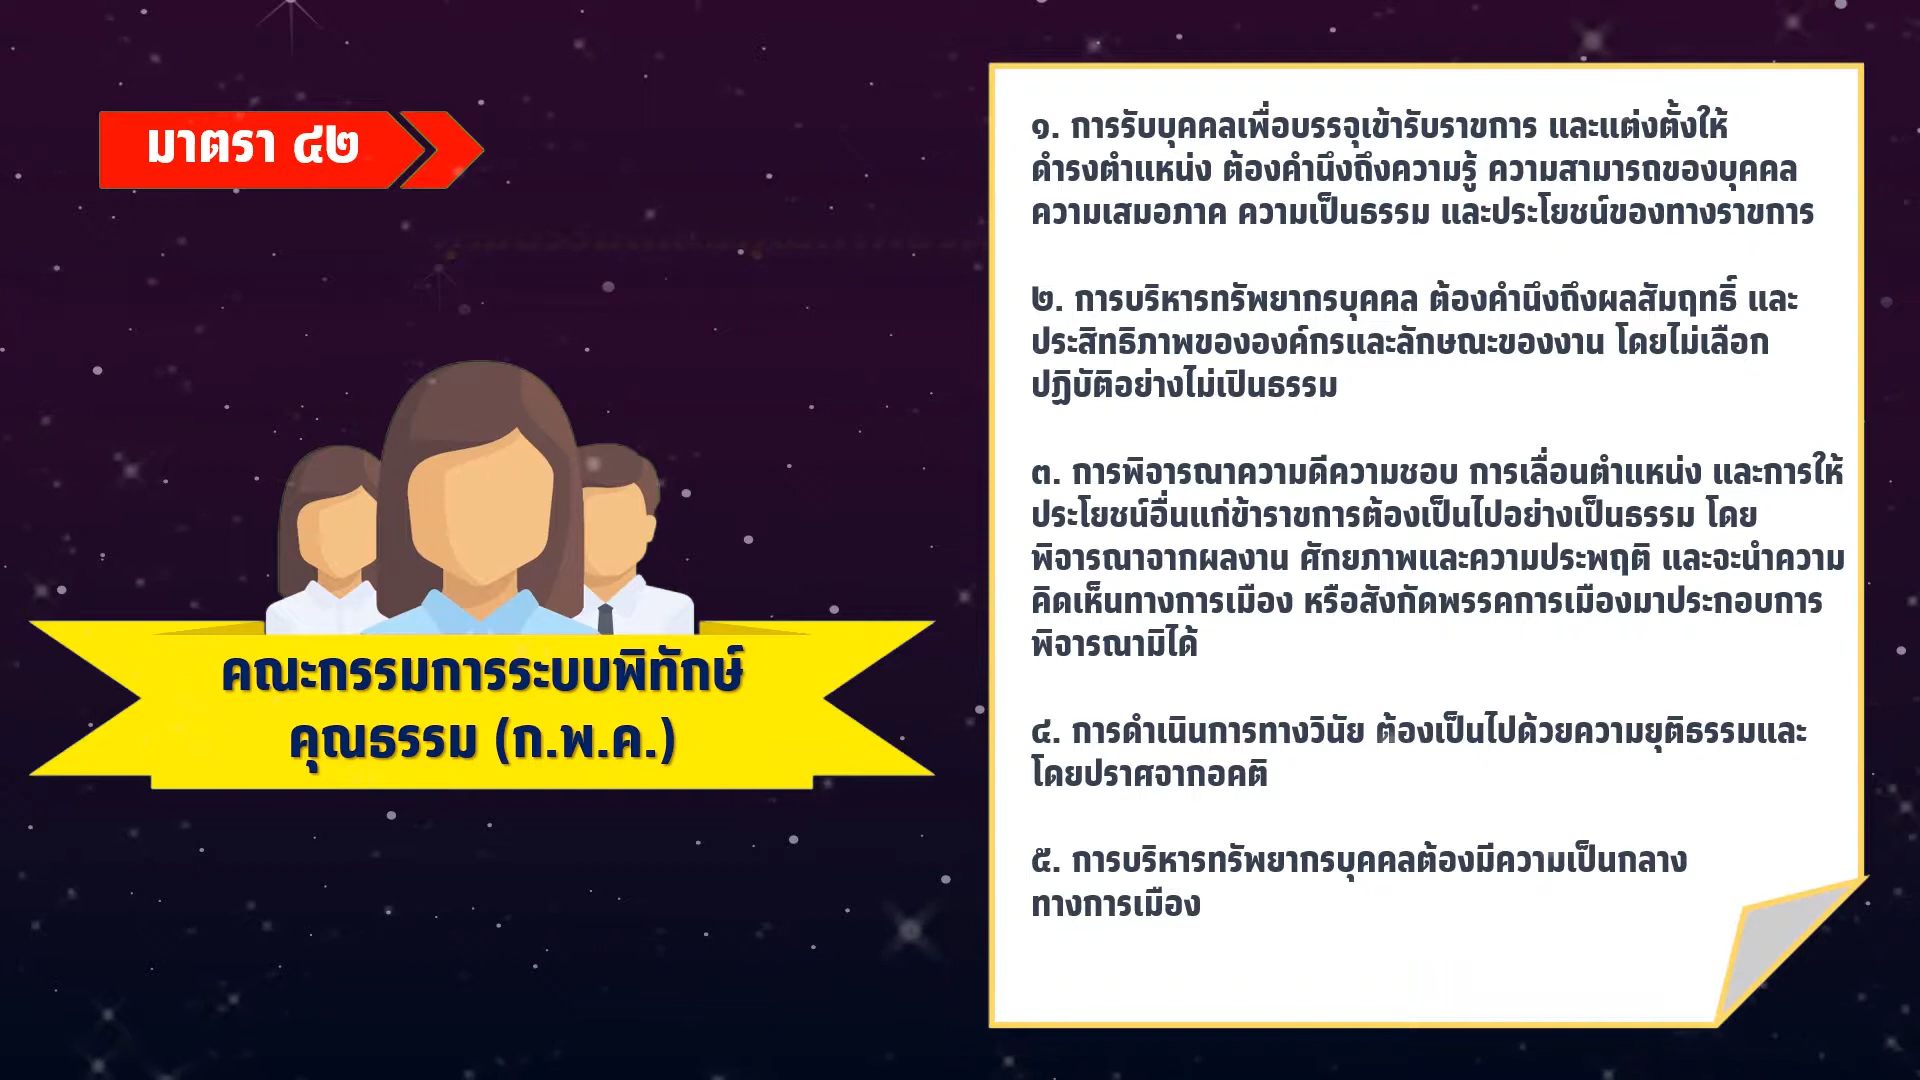 มาตรา ๔๒
คณะกรรมการระบบพิทักษ์
คุณธรรม (ก.พ.ค.)
๑. การรับบุคคลเพื่อบรรจุเข้ารับราชการ และแต่งตั้งให้
ดำรงตำแหน่ง ต้องคำนึงถึงความรู้ ความสามารถของบุคคล
ความเสมอภาค ความเป็นธรรม และประโยชน์ของทางราชการ
๒. การบริหารทรัพยากรบุคคล ต้องคำนึงถึงผลสัมฤทธิ์ และ
ประสิทธิภาพขององค์กรและลักษณะของงาน โดยไม่เลือก
ปฏิบัติอย่างไม่เป็นธรรม
๓. การพิจารณาความดีความชอบ การเลื่อนตำแหน่ง และการให้
ประโยชน์อื่นแก่ข้าราชการต้องเป็นไปอย่างเป็นธรรม โดย
พิจารณาจากผลงาน ศักยภาพและความประพฤติ และจะนำความ
คิดเห็นทางการเมือง หรือสังกัดพรรคการเมืองมาประกอบการ
พิจารณามิได้
๔. การดำเนินการทางวินัย ต้องเป็นไปด้วยความยุติธรรมและ
โดยปราศจากอคติ
๕. การบริหารทรัพยากรบุคคลต้องมีความเป็นกลาง
ทางการเมือง